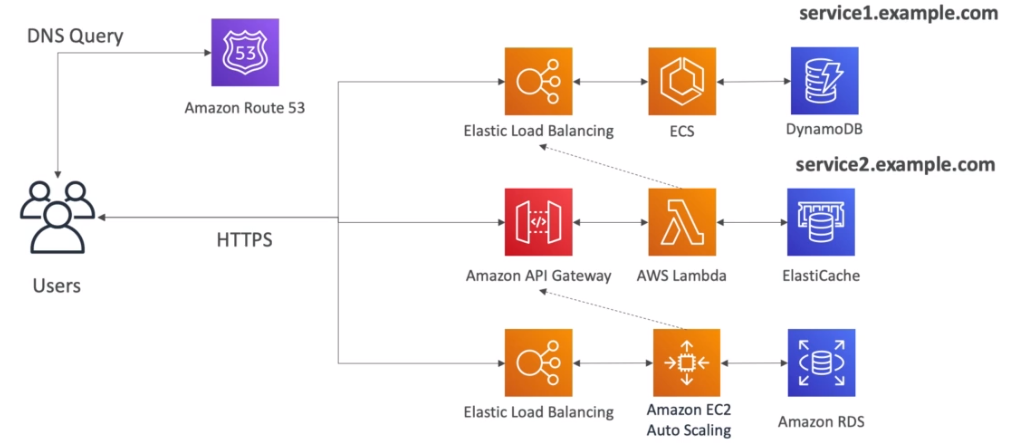 service1.example.com
DNS Query
53
Amazon Route 53
Elastic Load Balancing
ECS
DynamoDB
service2.example.com
HTTPS
</>
Amazon API Gateway
AWS Lambda
ElastiCache
Users
Elastic Load Balancing
Amazon EC2
Auto Scaling
Amazon RDS